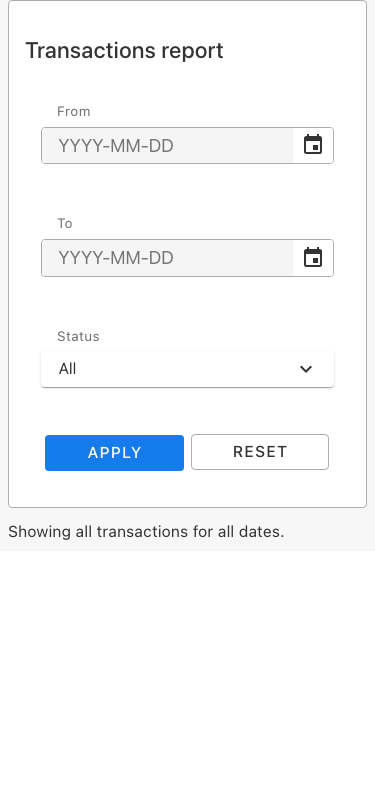 Transactions report
From
YYYY-MM-DD
To
YYYY-MM-DD
Status
All
APPLY RESET
Showing all transactions for all dates.